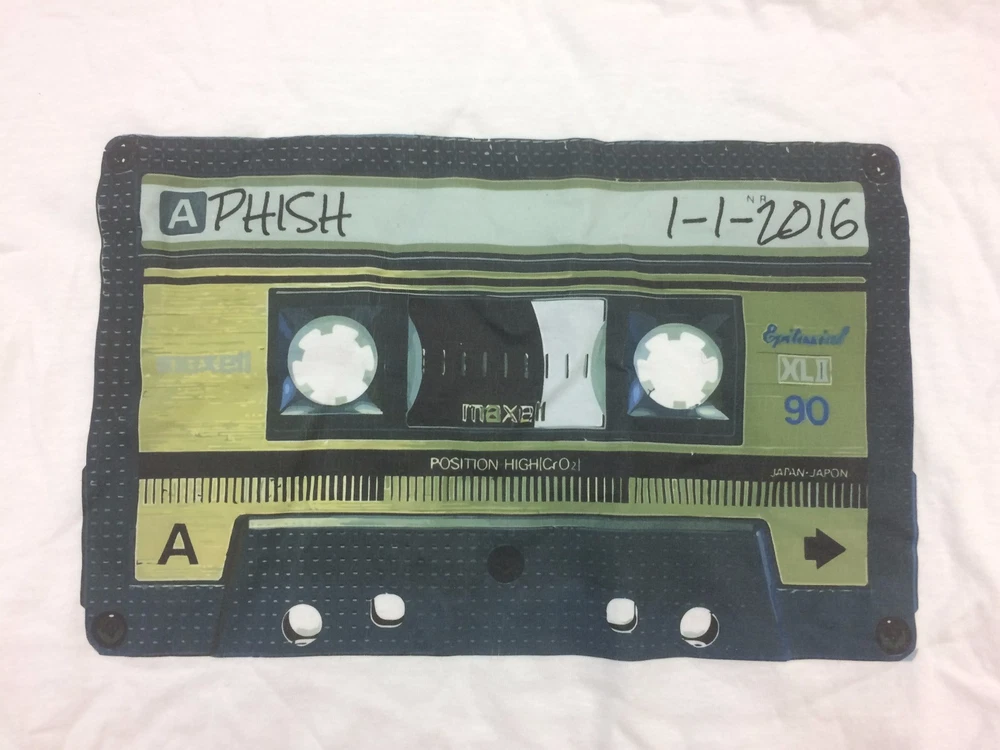 A PHISH 1-1-2016
NR
maxell
Epitaxial
XLII
90
maxell
POSITION HIGH(CrO2)
JAPAN·JAPON
A